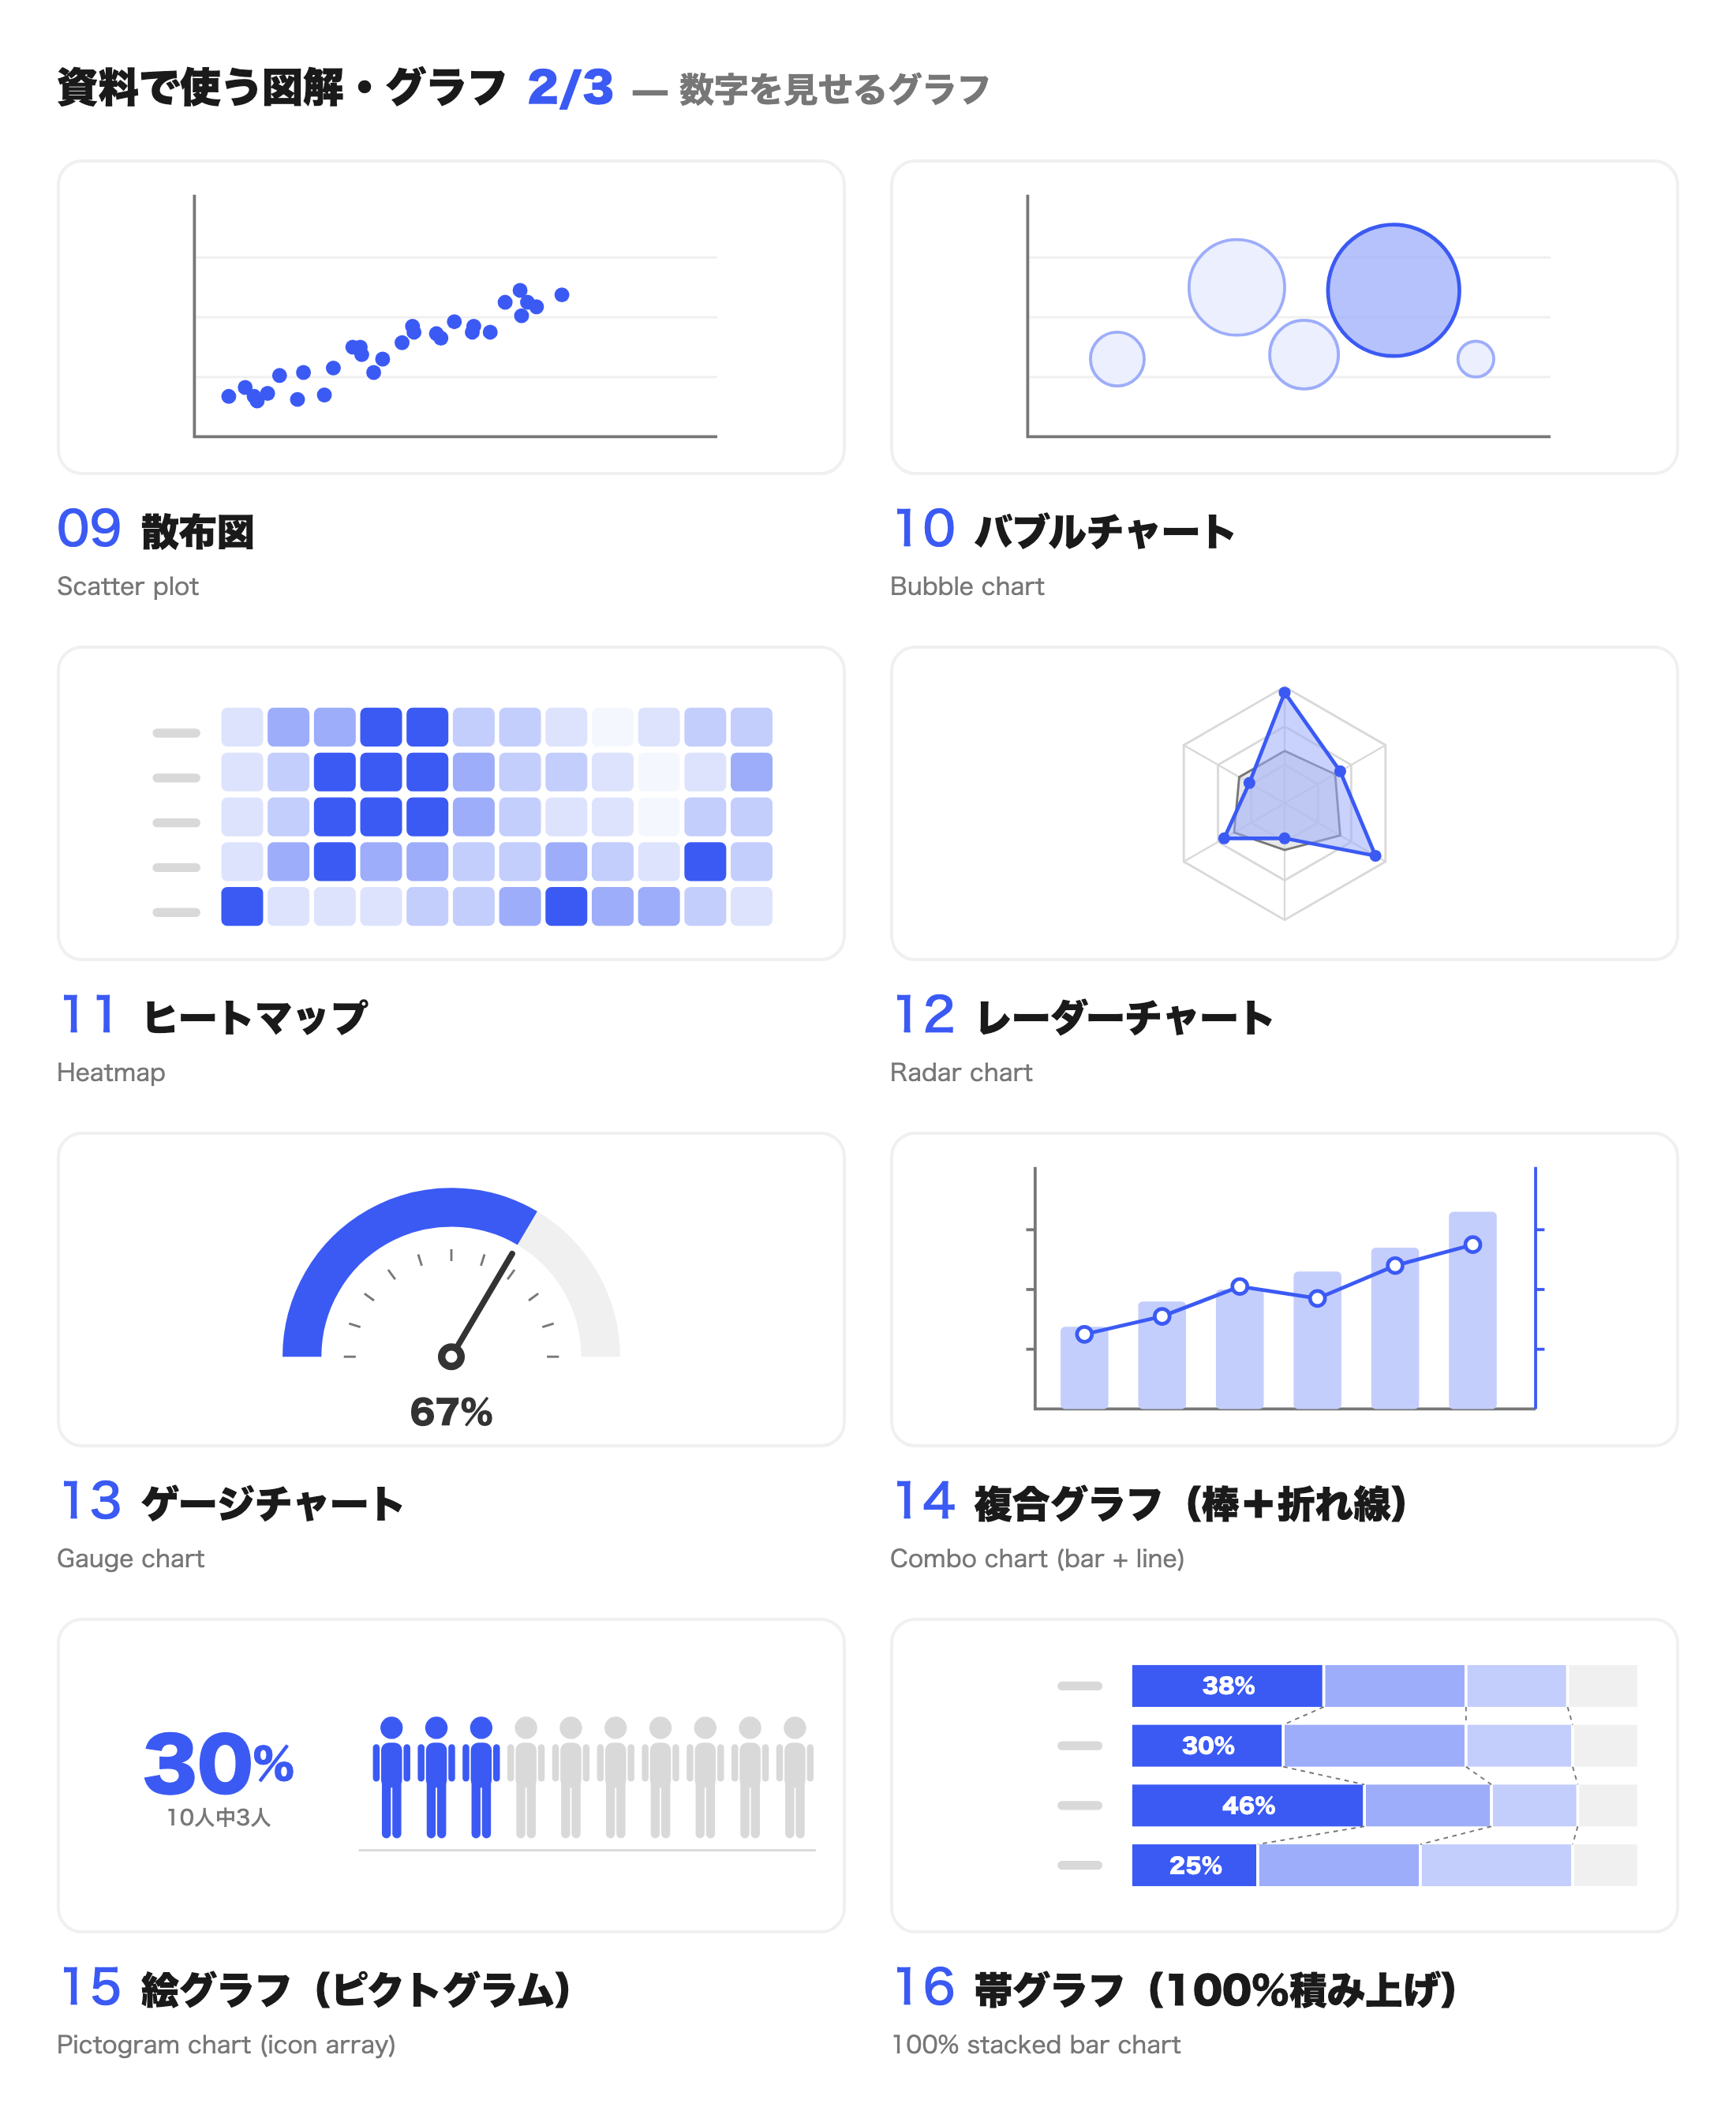 資料で使う図解・グラフ 2/3 — 数字を見せるグラフ
09 散布図
Scatter plot
10 バブルチャート
Bubble chart
11 ヒートマップ
Heatmap
12 レーダーチャート
Radar chart
67%
13 ゲージチャート
Gauge chart
14 複合グラフ（棒＋折れ線）
Combo chart (bar + line)
30%
10人中3人
15 絵グラフ（ピクトグラム）
Pictogram chart (icon array)
38%
30%
46%
25%
16 帯グラフ（100%積み上げ）
100% stacked bar chart